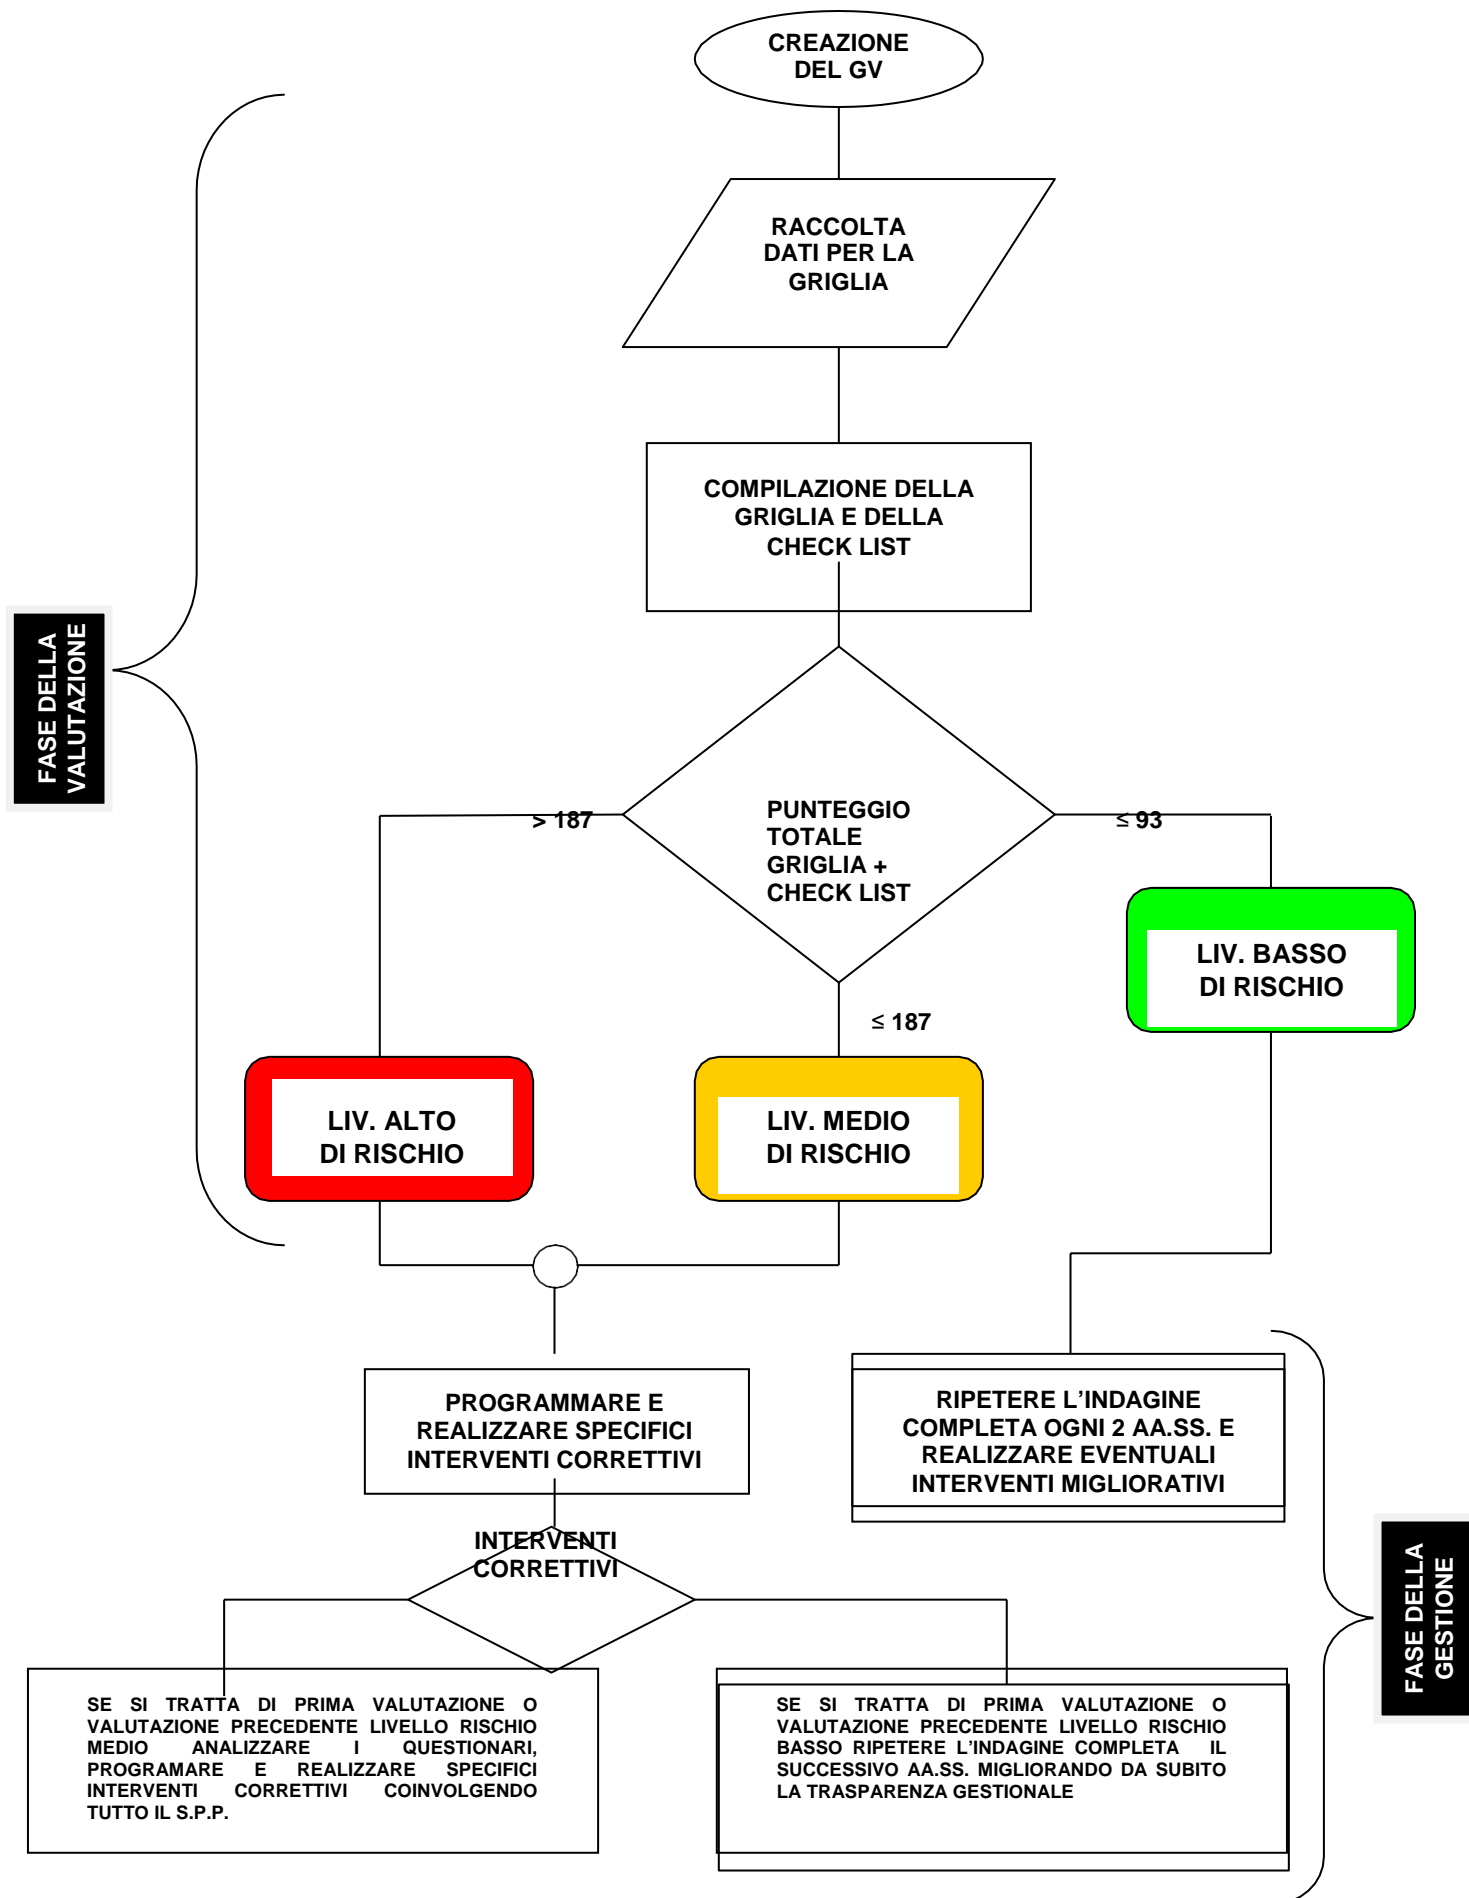 CREAZIONE
DEL GV
RACCOLTA
DATI PER LA
GRIGLIA
COMPILAZIONE DELLA
GRIGLIA E DELLA
CHECK LIST
FASE DELLA
VALUTAZIONE
> 187
PUNTEGGIO
TOTALE
GRIGLIA +
CHECK LIST
≤ 93
LIV. BASSO
DI RISCHIO
≤ 187
LIV. ALTO
DI RISCHIO
LIV. MEDIO
DI RISCHIO
PROGRAMMARE E
REALIZZARE SPECIFICI
INTERVENTI CORRETTIVI
RIPETERE L’INDAGINE
COMPLETA OGNI 2 AA.SS. E
REALIZZARE EVENTUALI
INTERVENTI MIGLIORATIVI
INTERVENTI
CORRETTIVI
FASE DELLA
GESTIONE
SE SI TRATTA DI PRIMA VALUTAZIONE O
VALUTAZIONE PRECEDENTE LIVELLO RISCHIO
MEDIO ANALIZZARE I QUESTIONARI,
PROGRAMARE E REALIZZARE SPECIFICI
INTERVENTI CORRETTIVI COINVOLGENDO
TUTTO IL S.P.P.
SE SI TRATTA DI PRIMA VALUTAZIONE O
VALUTAZIONE PRECEDENTE LIVELLO RISCHIO
BASSO RIPETERE L’INDAGINE COMPLETA IL
SUCCESSIVO AA.SS. MIGLIORANDO DA SUBITO
LA TRASPARENZA GESTIONALE